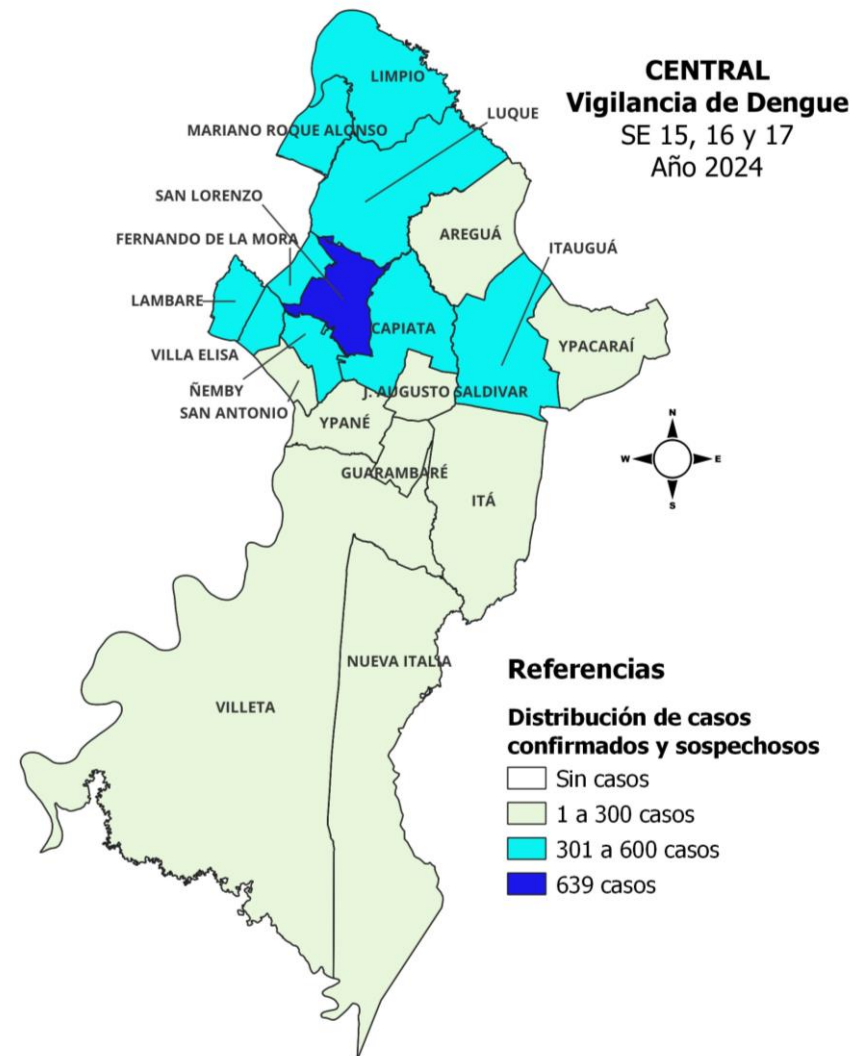 CENTRAL
Vigilancia de Dengue
SE 15, 16 y 17
Año 2024
LIMPIO
LUQUE
MARIANO ROQUE ALONSO
SAN LORENZO
FERNANDO DE LA MORA
AREGUÁ
ITAUGUÁ
LAMBARE
CAPIATA
YPACARAÍ
VILLA ELISA
ÑEMBY
J. AUGUSTO SALDIVAR
SAN ANTONIO
YPANÉ
N
W
E
S
GUARAMBARÉ
ITÁ
NUEVA ITALIA
VILLETA
Referencias
Distribución de casos
confirmados y sospechosos
Sin casos
1 a 300 casos
301 a 600 casos
639 casos